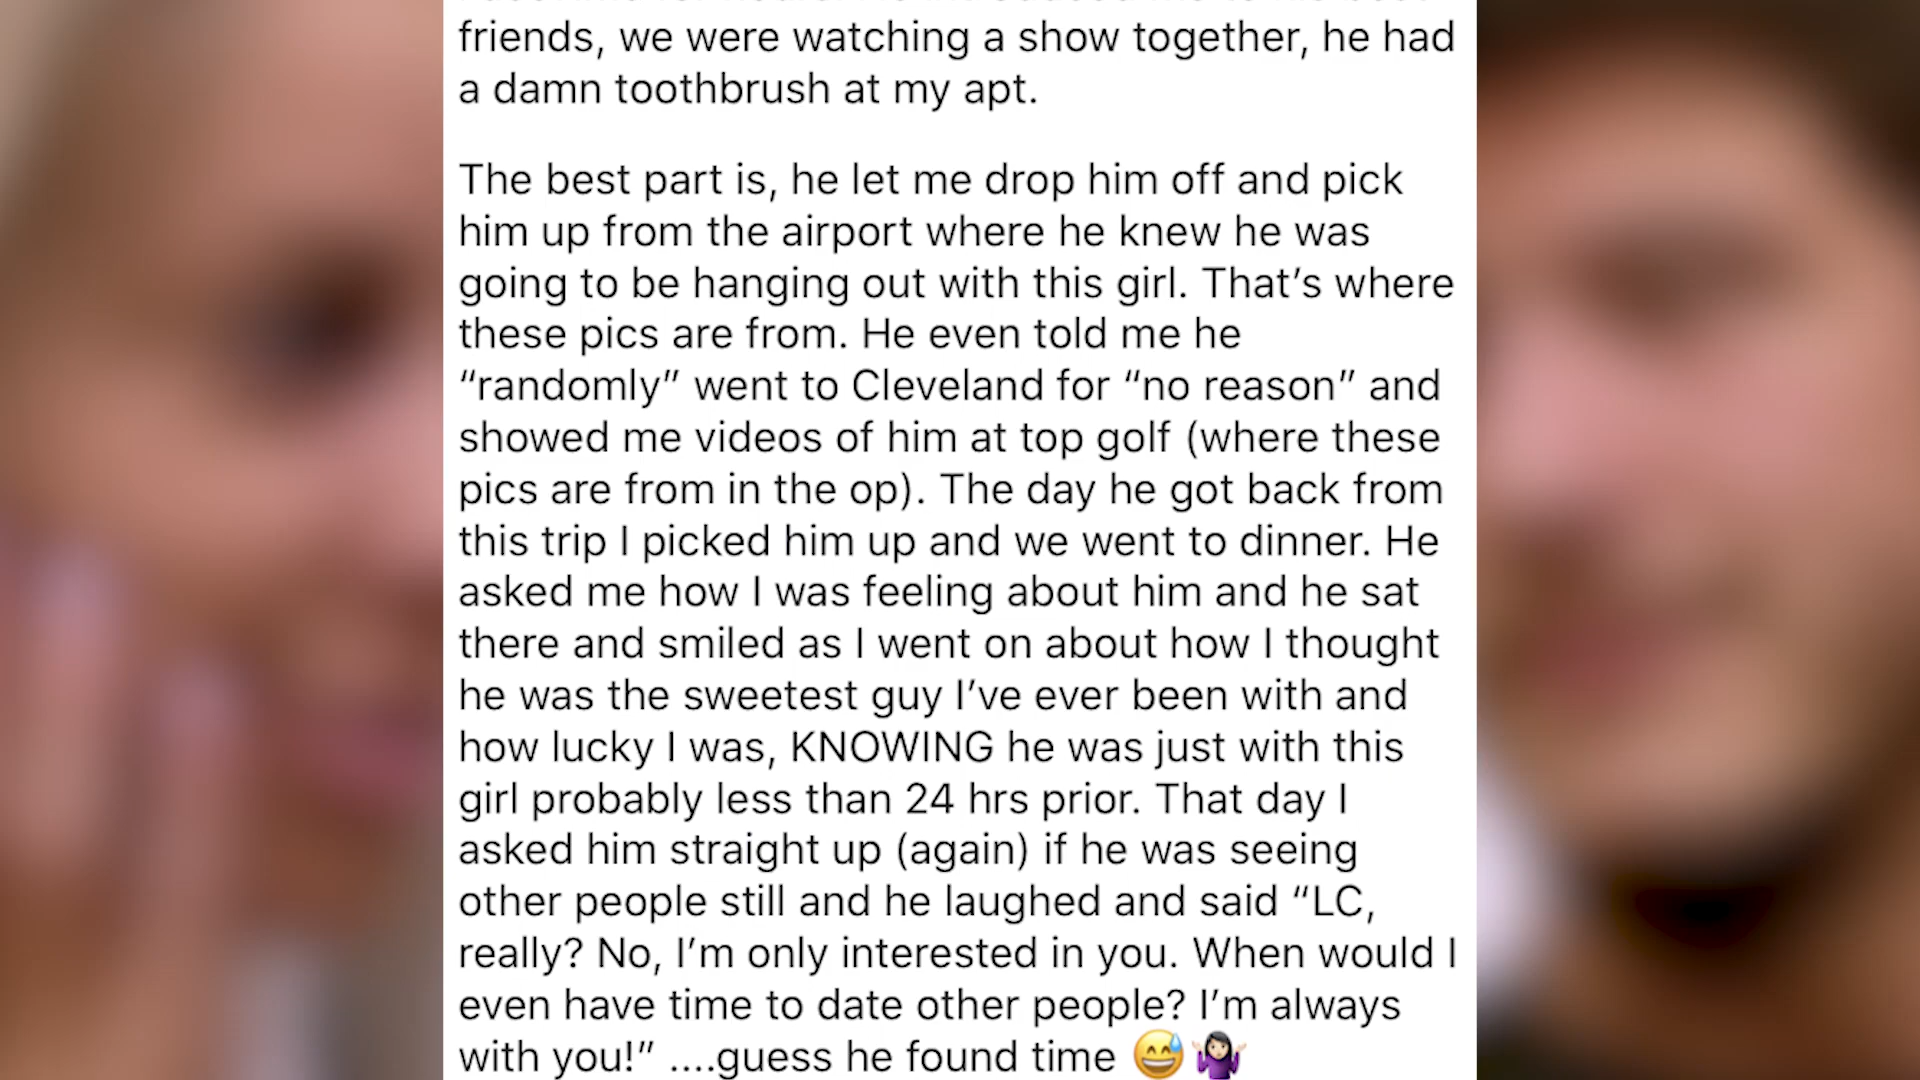 friends, we were watching a show together, he had
a damn toothbrush at my apt.
The best part is, he let me drop him off and pick
him up from the airport where he knew he was
going to be hanging out with this girl. That’s where
these pics are from. He even told me he
“randomly” went to Cleveland for “no reason” and
showed me videos of him at top golf (where these
pics are from in the op). The day he got back from
this trip I picked him up and we went to dinner. He
asked me how I was feeling about him and he sat
there and smiled as I went on about how I thought
he was the sweetest guy I’ve ever been with and
how lucky I was, KNOWING he was just with this
girl probably less than 24 hrs prior. That day I
asked him straight up (again) if he was seeing
other people still and he laughed and said “LC,
really? No, I’m only interested in you. When would I
even have time to date other people? I’m always
with you!” ....guess he found time 😅🤷🏻‍♀️